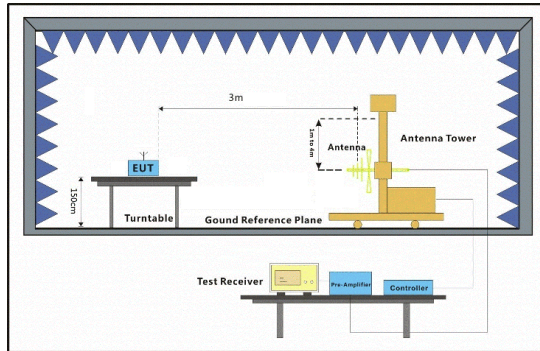 3m
1m to 4m
Antenna
Antenna Tower
EUT
150cm
Turntable
Gound Reference Plane
Test Receiver
Pre-Amplifier
Controller